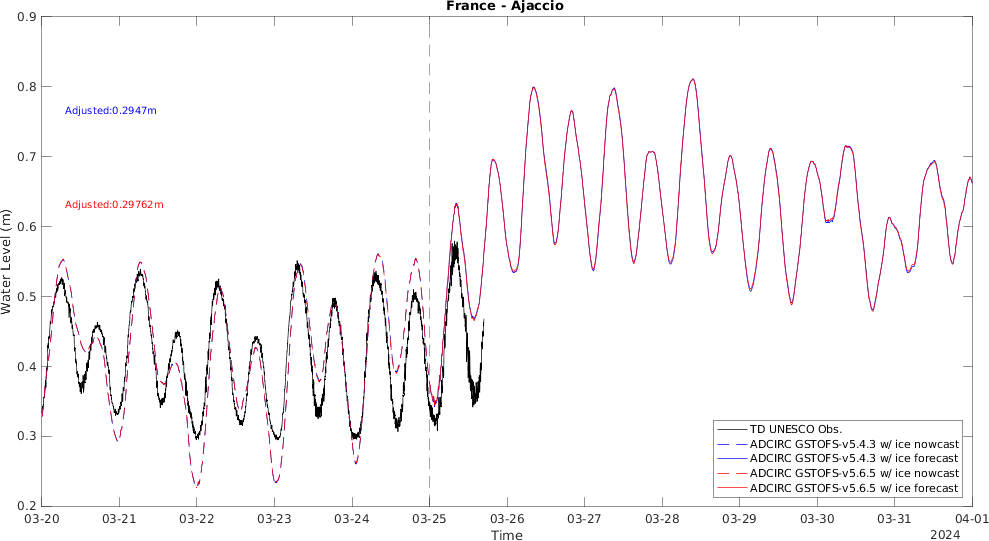 France - Ajaccio
0.9
0.8
0.7
0.6
0.5
0.4
0.3
0.2
Water Level (m)
Adjusted:0.2947m
Adjusted:0.29762m
TD UNESCO Obs.
ADCIRC GSTOFS-v5.4.3 w/ ice nowcast
ADCIRC GSTOFS-v5.4.3 w/ ice forecast
ADCIRC GSTOFS-v5.6.5 w/ ice nowcast
ADCIRC GSTOFS-v5.6.5 w/ ice forecast
03-20 03-21 03-22 03-23 03-24 03-25 03-26 03-27 03-28 03-29 03-30 03-31 04-01
Time
2024